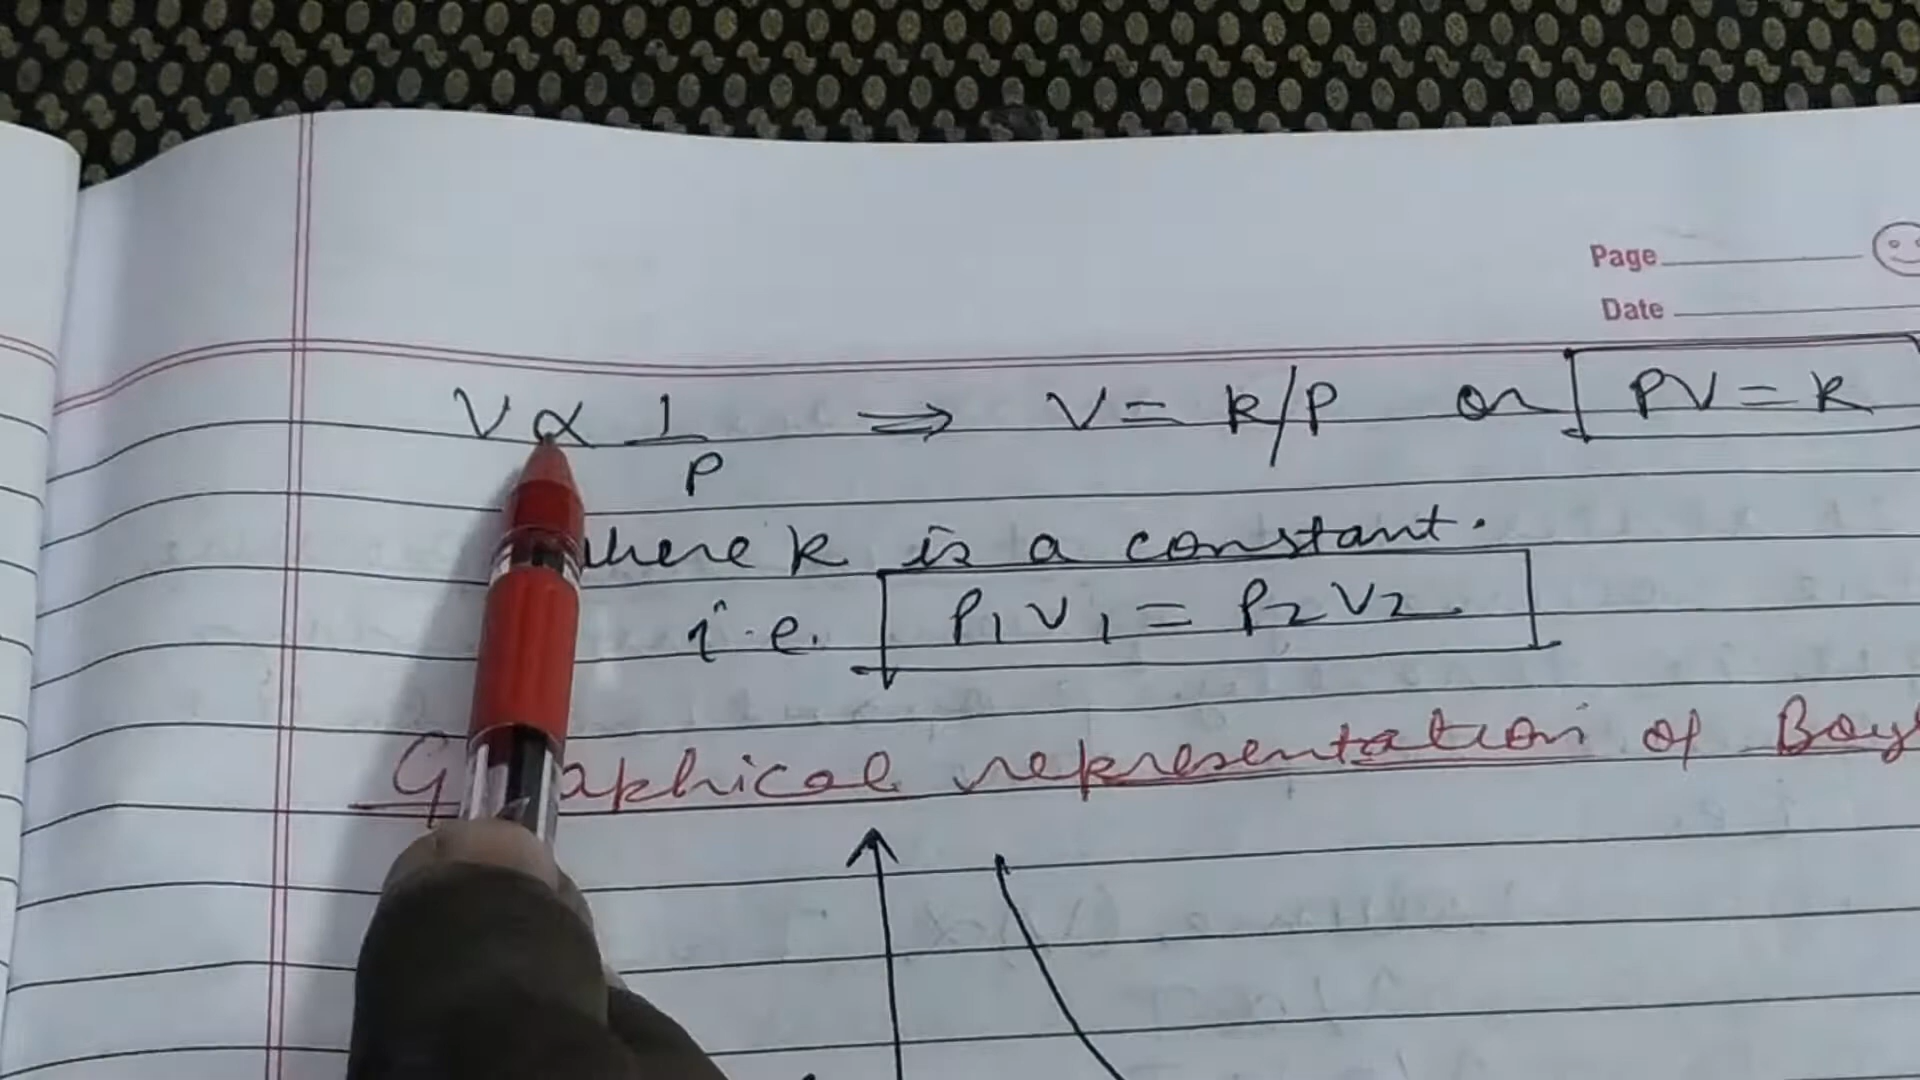 Page
Date
V ∝ 1/P ⇒ V = k/P or PV = k
where k is a constant.
i.e. P₁V₁ = P₂V₂.
Graphical representation of